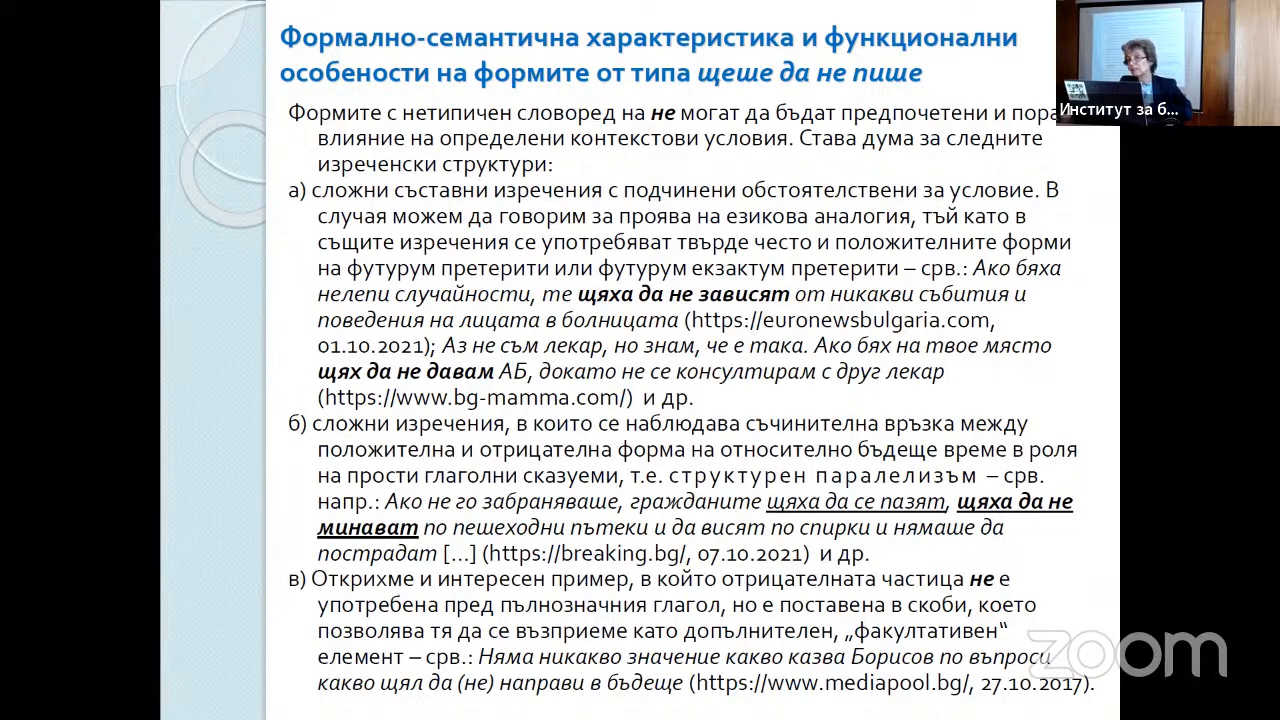 Формално-семантична характеристика и функционални
особености на формите от типа щеше да не пише
Формите с нетипичен словоред на не могат да бъдат предпочетени и пора
влияние на определени контекстови условия. Става дума за следните
изреченски структури:
а) сложни съставни изречения с подчинени обстоятелствени за условие. В
случая можем да говорим за проява на езикова аналогия, тъй като в
същите изречения се употребяват твърде често и положителните форми
на футурум претерити или футурум екзактум претерити – срв.: Ако бяха
нелепи случайности, те щяха да не зависят от никакви събития и
поведения на лицата в болницата (https://euronewsbulgaria.com,
01.10.2021); Аз не съм лекар, но знам, че е така. Ако бях на твое място
щях да не давам АБ, докато не се консултирам с друг лекар
(https://www.bg-mamma.com/) и др.
б) сложни изречения, в които се наблюдава съчинителна връзка между
положителна и отрицателна форма на относително бъдеще време в роля
на прости глаголни сказуеми, т.е. структурен паралелизъм – срв.
напр.: Ако не го забраняваше, гражданите щяха да се пазят, щяха да не
минават по пешеходни пътеки и да висят по спирки и нямаше да
пострадат [...] (https://breaking.bg/, 07.10.2021) и др.
в) Открихме и интересен пример, в който отрицателната частица не е
употребена пред пълнозначния глагол, но е поставена в скоби, което
позволява тя да се възприеме като допълнителен, „факултативен“
елемент – срв.: Няма никакво значение какво казва Борисов по въпроси
какво щял да (не) направи в бъдеще (https://www.mediapool.bg/, 27.10.2017).
Институт за б...
zoom